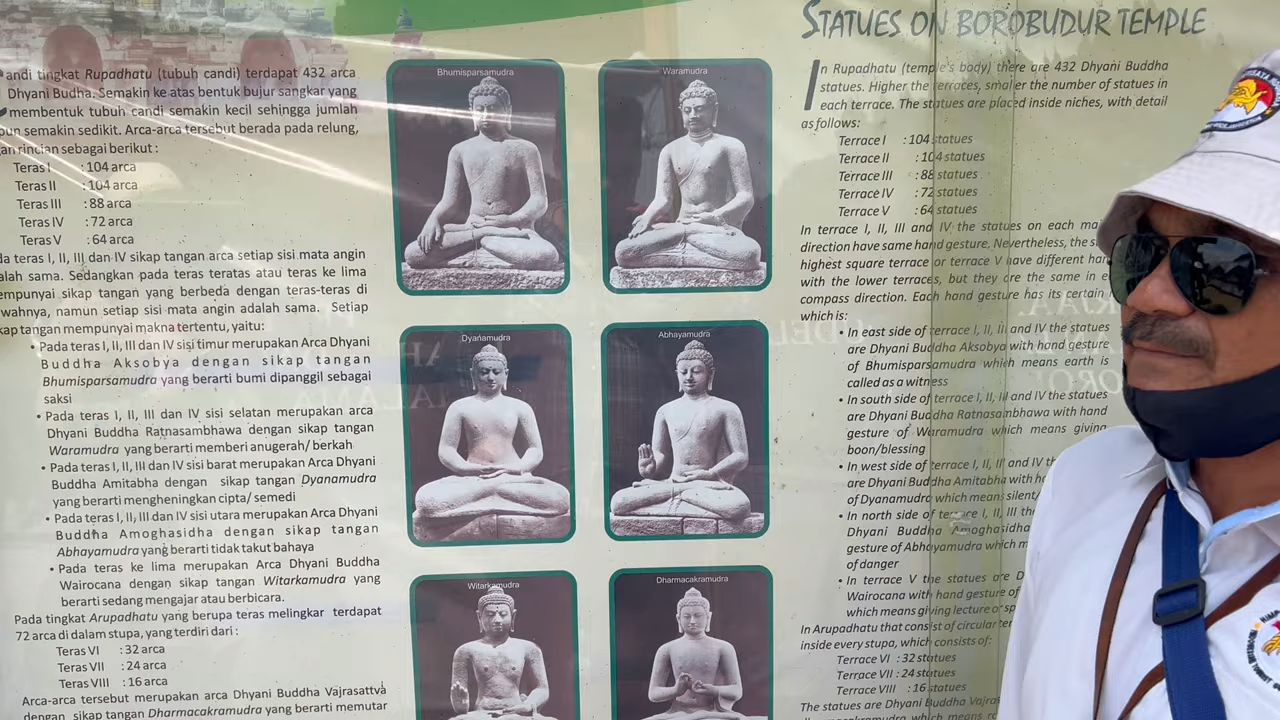 andi tingkat Rupadhatu (tubuh candi) terdapat 432 arca
Dhyani Budha. Semakin ke atas bentuk bujur sangkar yang
membentuk tubuh candi semakin kecil sehingga jumlah
pun semakin sedikit. Arca-arca tersebut berada pada relung,
gan rincian sebagai berikut :
Teras I : 104 arca
Teras II : 104 arca
Teras III : 88 arca
Teras IV : 72 arca
Teras V : 64 arca
da teras I, II, III dan IV sikap tangan arca setiap sisi mata angin
alah sama. Sedangkan pada teras teratas atau teras ke lima
empunyai sikap tangan yang berbeda dengan teras-teras di
wahnya, namun setiap sisi mata angin adalah sama. Setiap
kap tangan mempunyai makna tertentu, yaitu:
• Pada teras I, II, III dan IV sisi timur merupakan Arca Dhyani
Buddha Aksobya dengan sikap tangan
Bhumisparsamudra yang berarti bumi dipanggil sebagai
saksi
• Pada teras I, II, III dan IV sisi selatan merupakan arca
Dhyani Buddha Ratnasambhawa dengan sikap tangan
Waramudra yang berarti memberi anugerah/ berkah
• Pada teras I, II, III dan IV sisi barat merupakan Arca Dhyani
Buddha Amitabha dengan sikap tangan Dyanamudra
yang berarti mengheningkan cipta/ semedi
• Pada teras I, II, III dan IV sisi utara merupakan Arca Dhyani
Buddha Amoghasidha dengan sikap tangan
Abhayamudra yang berarti tidak takut bahaya
• Pada teras ke lima merupakan Arca Dhyani Buddha
Wairocana dengan sikap tangan Witarkamudra yang
berarti sedang mengajar atau berbicara.
Pada tingkat Arupadhatu yang berupa teras melingkar terdapat
72 arca di dalam stupa, yang terdiri dari :
Teras VI : 32 arca
Teras VII : 24 arca
Teras VIII : 16 arca
Arca-arca tersebut merupakan arca Dhyani Buddha Vajrasattva
dengan sikap tangan Dharmacakramudra yang berarti memutar
Bhumisparsamudra
Waramudra
Dyanamudra
Abhayamudra
Witarkamudra
Dharmacakramudra
STATUES ON BOROBUDUR TEMPLE
In Rupadhatu (temple's body) there are 432 Dhyani Buddha
statues. Higher the terraces, smaller the number of statues in
each terrace. The statues are placed inside niches, with detail
as follows:
Terrace I : 104 statues
Terrace II : 104 statues
Terrace III : 88 statues
Terrace IV : 72 statues
Terrace V : 64 statues
In terrace I, II, III and IV the statues on each ma
direction have same hand gesture. Nevertheless, the s
highest square terrace or terrace V have different han
with the lower terraces, but they are the same in e
compass direction. Each hand gesture has its certain
which is:
• In east side of terrace I, II, III and IV the statues
are Dhyani Buddha Aksobya with hand gesture
of Bhumisparsamudra which means earth is
called as a witness
• In south side of terrace I, II, III and IV the statues
are Dhyani Buddha Ratnasambhawa with hand
gesture of Waramudra which means giving
boon/blessing
• In west side of terrace I, II, III and IV th
are Dhyani Buddha Amitabha with ha
of Dyanamudra which means silent,
• In north side of terrace I, II, III the
Dhyani Buddha Amoghasidha
gesture of Abhayamudra which m
of danger
• In terrace V the statues are D
Wairocana with hand gesture of
which means giving lecture or sp
In Arupadhatu that consist of circular ter
inside every stupa, which consists of:
Terrace VI : 32 statues
Terrace VII : 24 statues
Terrace VIII : 16 statues
The statues are Dhyani Buddha Vajra
which means